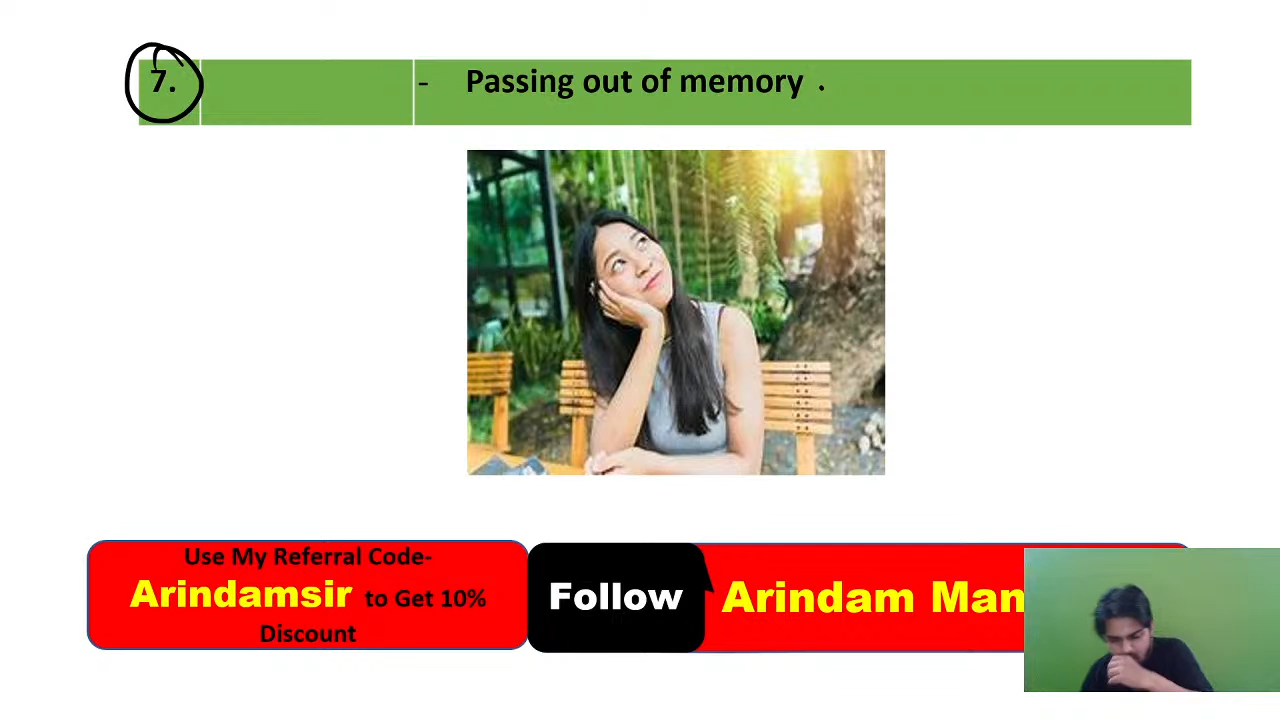 7. - Passing out of memory .
Use My Referral Code-
Arindamsir to Get 10%
Discount
Follow
Arindam Man